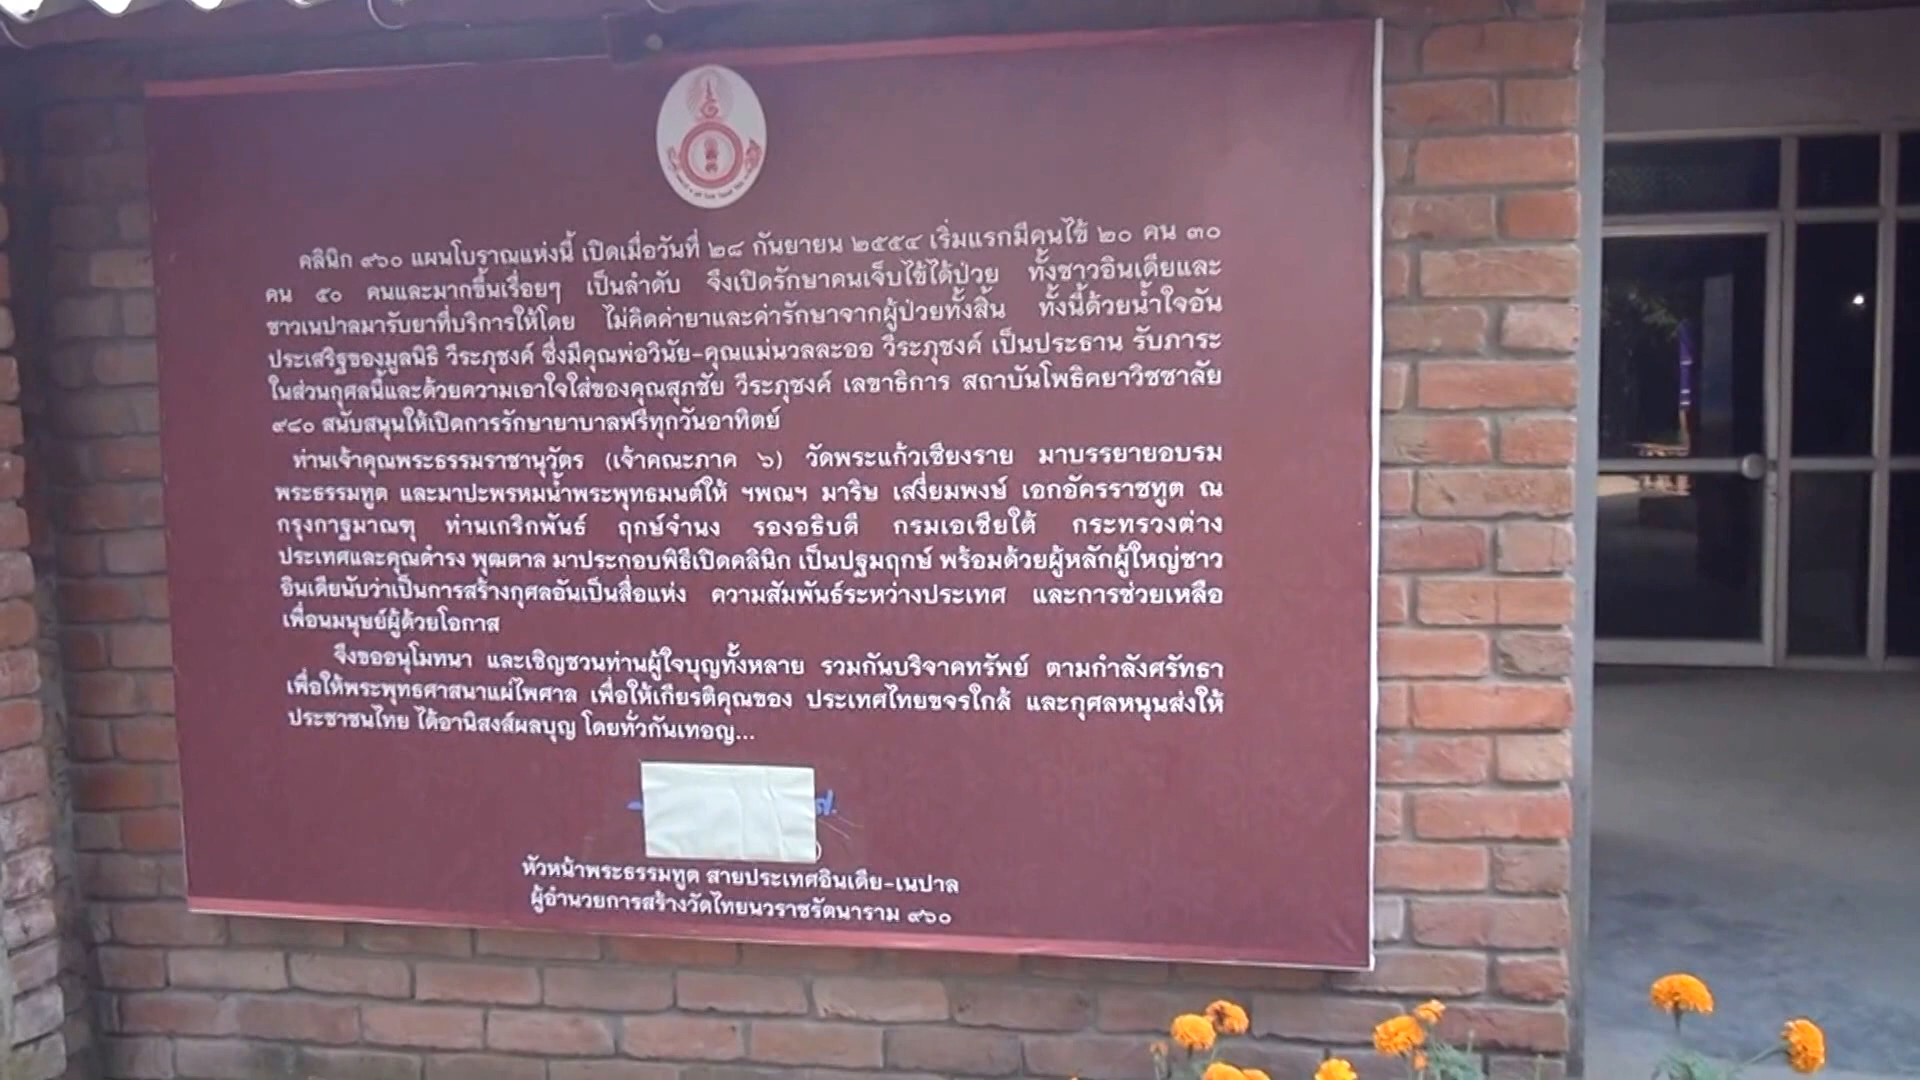 คลินิก ๙๖๐ แผนโบราณแห่งนี้ เปิดเมื่อวันที่ ๒๘ กันยายน ๒๕๕๔ เริ่มแรกมีคนไข้ ๒๐ คน ๓๐
คน ๕๐ คนและมากขึ้นเรื่อยๆ เป็นลำดับ จึงเปิดรักษาคนเจ็บไข้ได้ป่วย ทั้งชาวอินเดียและ
ชาวเนปาลมารับยาที่บริการให้โดย ไม่คิดค่ายาและค่ารักษาจากผู้ป่วยทั้งสิ้น ทั้งนี้ด้วยน้ำใจอัน
ประเสริฐของมูลนิธิ วีระภุชงค์ ซึ่งมีคุณพ่อวินัย-คุณแม่นวลละออ วีระภุชงค์ เป็นประธาน รับภาระ
ในส่วนกุศลนี้และด้วยความเอาใจใส่ของคุณสุภชัย วีระภุชงค์ เลขาธิการ สถาบันโพธิคยาวิชชาลัย
๙๘๐ สนับสนุนให้เปิดการรักษายาบาลฟรีทุกวันอาทิตย์
ท่านเจ้าคุณพระธรรมราชานุวัตร (เจ้าคณะภาค ๖) วัดพระแก้วเชียงราย มาบรรยายอบรม
พระธรรมทูต และมาปะพรหมน้ำพระพุทธมนต์ให้ ฯพณฯ มาริษ เสงี่ยมพงษ์ เอกอัครราชทูต ณ
กรุงกาฐมาณฑุ ท่านเกริกพันธ์ ฤกษ์จำนง รองอธิบดี กรมเอเชียใต้ กระทรวงต่าง
ประเทศและคุณดำรง พุฒตาล มาประกอบพิธีเปิดคลินิก เป็นปฐมฤกษ์ พร้อมด้วยผู้หลักผู้ใหญ่ชาว
อินเดียนับว่าเป็นการสร้างกุศลอันเป็นสื่อแห่ง ความสัมพันธ์ระหว่างประเทศ และการช่วยเหลือ
เพื่อนมนุษย์ผู้ด้วยโอกาส
จึงขออนุโมทนา และเชิญชวนท่านผู้ใจบุญทั้งหลาย รวมกันบริจาคทรัพย์ ตามกำลังศรัทธา
เพื่อให้พระพุทธศาสนาแผ่ไพศาล เพื่อให้เกียรติคุณของ ประเทศไทยขจรใกล้ และกุศลหนุนส่งให้
ประชาชนไทย ได้อานิสงส์ผลบุญ โดยทั่วกันเทอญ...
หัวหน้าพระธรรมทูต สายประเทศอินเดีย-เนปาล
ผู้อำนวยการสร้างวัดไทยนวราชรัตนาราม ๙๖๐